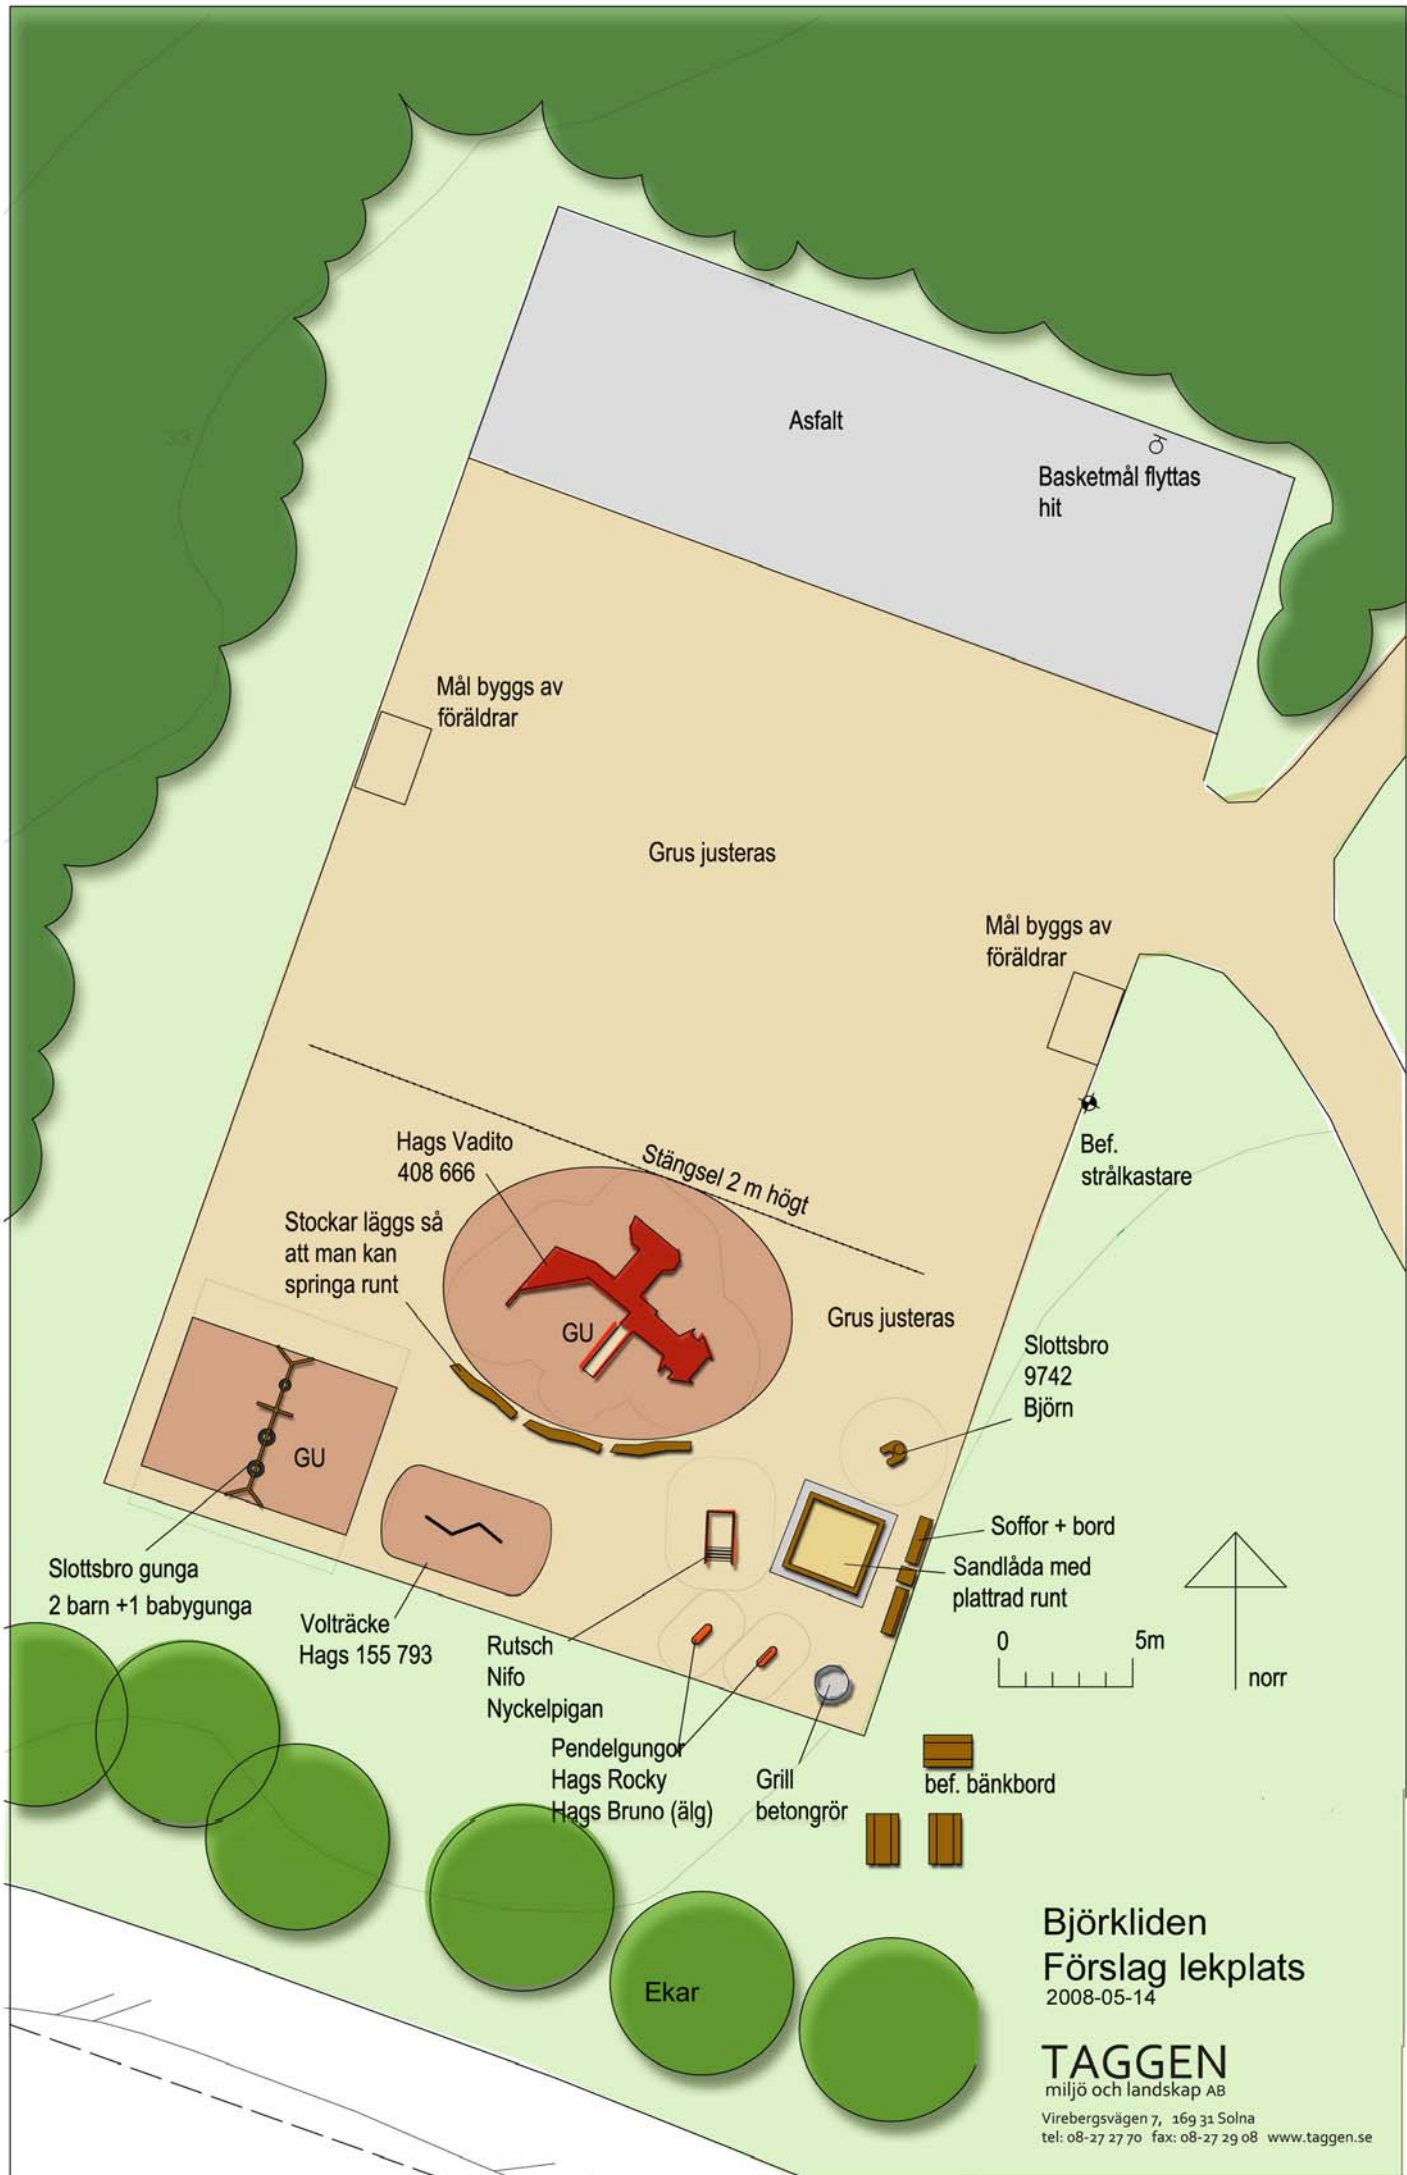 Asfalt
Basketmål flyttas
hit
33
Mål byggs av
föräldrar
Grus justeras
Mål byggs av
föräldrar
Hags Vadito
408 666
Stängsel 2 m högt
Bef.
strålkastare
Stockar läggs så
att man kan
springa runt
GU
Grus justeras
Slottsbro
9742
Björn
GU
Soffor + bord
Sandlåda med
plattrad runt
Slottsbro gunga
2 barn +1 babygunga
Volträcke
Hags 155 793
Rutsch
Nifo
Nyckelpigan
0 5m
norr
Pendelgungor
Hags Rocky
Hags Bruno (älg)
Grill
betongrör
bef. bänkbord
Ekar
Björkliden
Förslag lekplats
2008-05-14
TAGGEN
miljö och landskap AB
Virebergsvägen 7, 169 31 Solna
tel: 08-27 27 70 fax: 08-27 29 08 www.taggen.se